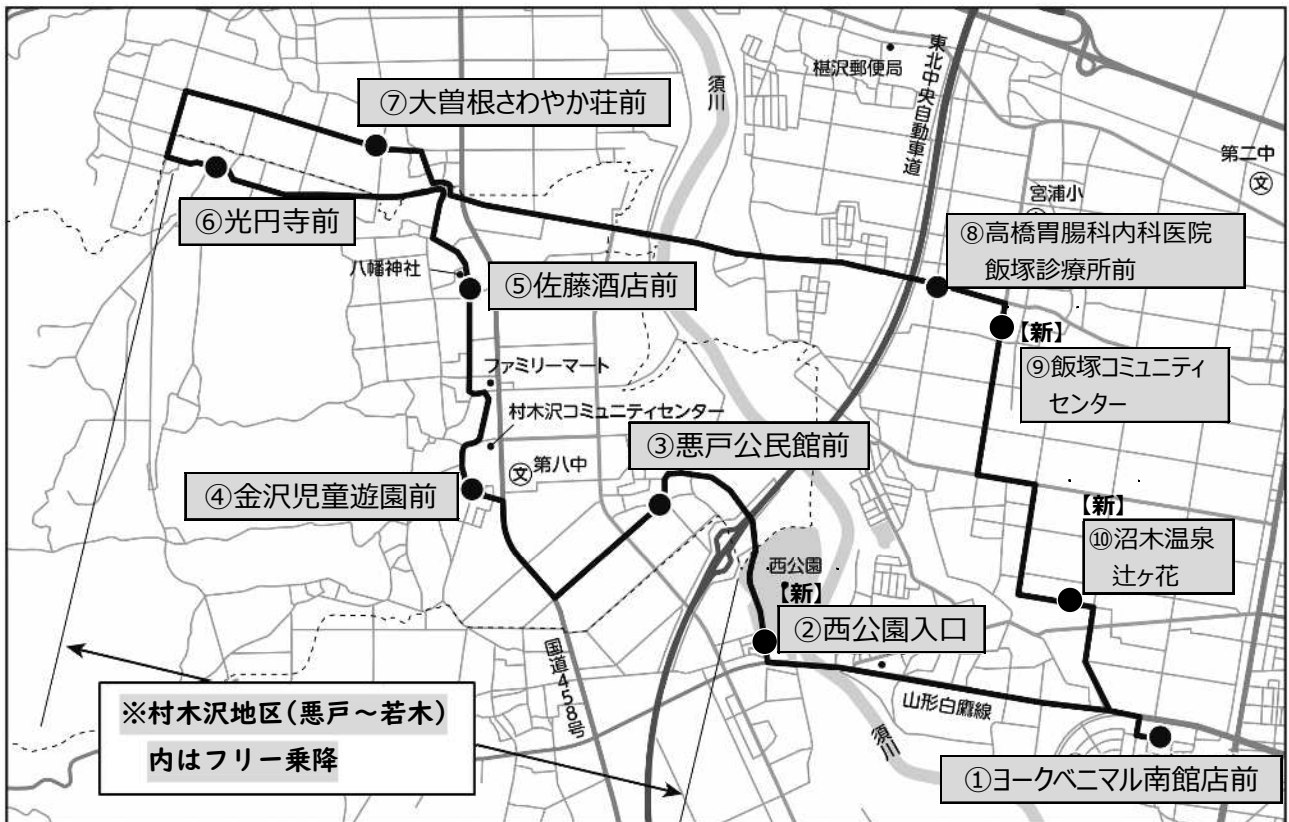 東北中央自動車道
椹沢郵便局
須川
⑦大曽根さわやか荘前
第二中
文
宮浦小
⑥光円寺前
⑧高橋胃腸科内科医院
飯塚診療所前
八幡神社
⑤佐藤酒店前
【新】
⑨飯塚コミュニティ
センター
ファミリーマート
村木沢コミュニティセンター
③悪戸公民館前
文
第八中
④金沢児童遊園前
【新】
⑩沼木温泉
辻ヶ花
西公園
【新】
②西公園入口
国道458号
山形白鷹線
須川
※村木沢地区(悪戸～若木)
内はフリー乗降
①ヨークベニマル南館店前